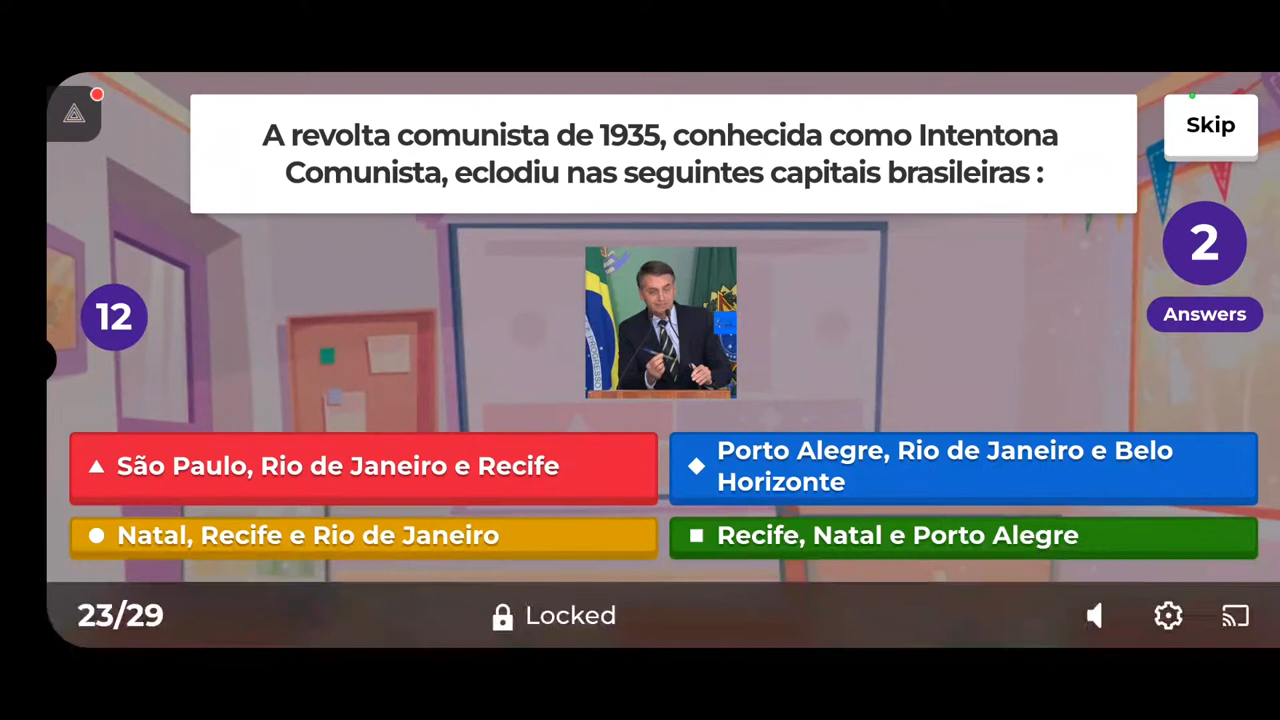 A revolta comunista de 1935, conhecida como Intentona
Comunista, eclodiu nas seguintes capitais brasileiras :
Skip
2
Answers
12
São Paulo, Rio de Janeiro e Recife
Porto Alegre, Rio de Janeiro e Belo
Horizonte
Natal, Recife e Rio de Janeiro
Recife, Natal e Porto Alegre
23/29
Locked